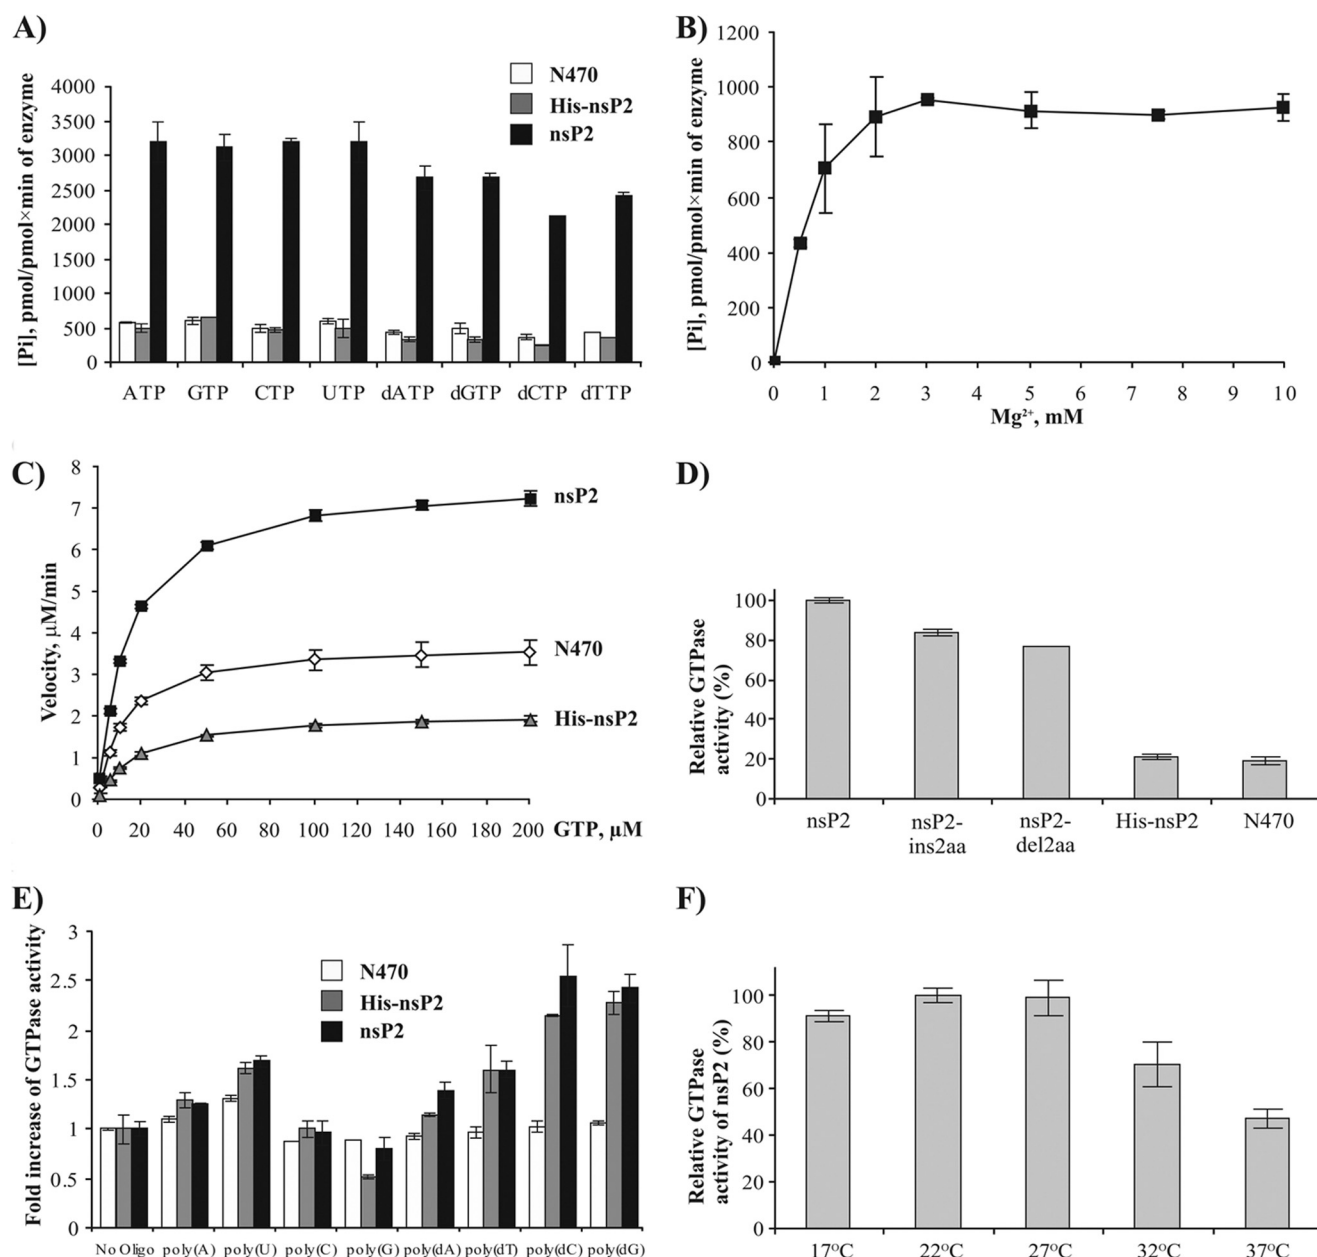 A)
[Pi], pmol/pmol×min of enzyme
4000
3500
3000
2500
2000
1500
1000
500
0
N470
His-nsP2
nsP2
ATP GTP CTP UTP dATP dGTP dCTP dTTP
B)
[Pi], pmol/pmol×min of enzyme
1200
1000
800
600
400
200
0
0 1 2 3 4 5 6 7 8 9 10
Mg²⁺, mM
C)
Velocity, µM/min
8
7
6
5
4
3
2
1
0
nsP2
N470
His-nsP2
0 20 40 60 80 100 120 140 160 180 200 GTP, µM
D)
Relative GTPase
activity (%)
100
80
60
40
20
0
nsP2 nsP2- nsP2- His-nsP2 N470
ins2aa del2aa
E)
Fold increase of GTPase activity
3
2.5
2
1.5
1
0.5
0
N470
His-nsP2
nsP2
No Oligo poly(A) poly(U) poly(C) poly(G) poly(dA) poly(dT) poly(dC) poly(dG)
F)
Relative GTPase
activity of nsP2 (%)
100
80
60
40
20
0
17°C 22°C 27°C 32°C 37°C